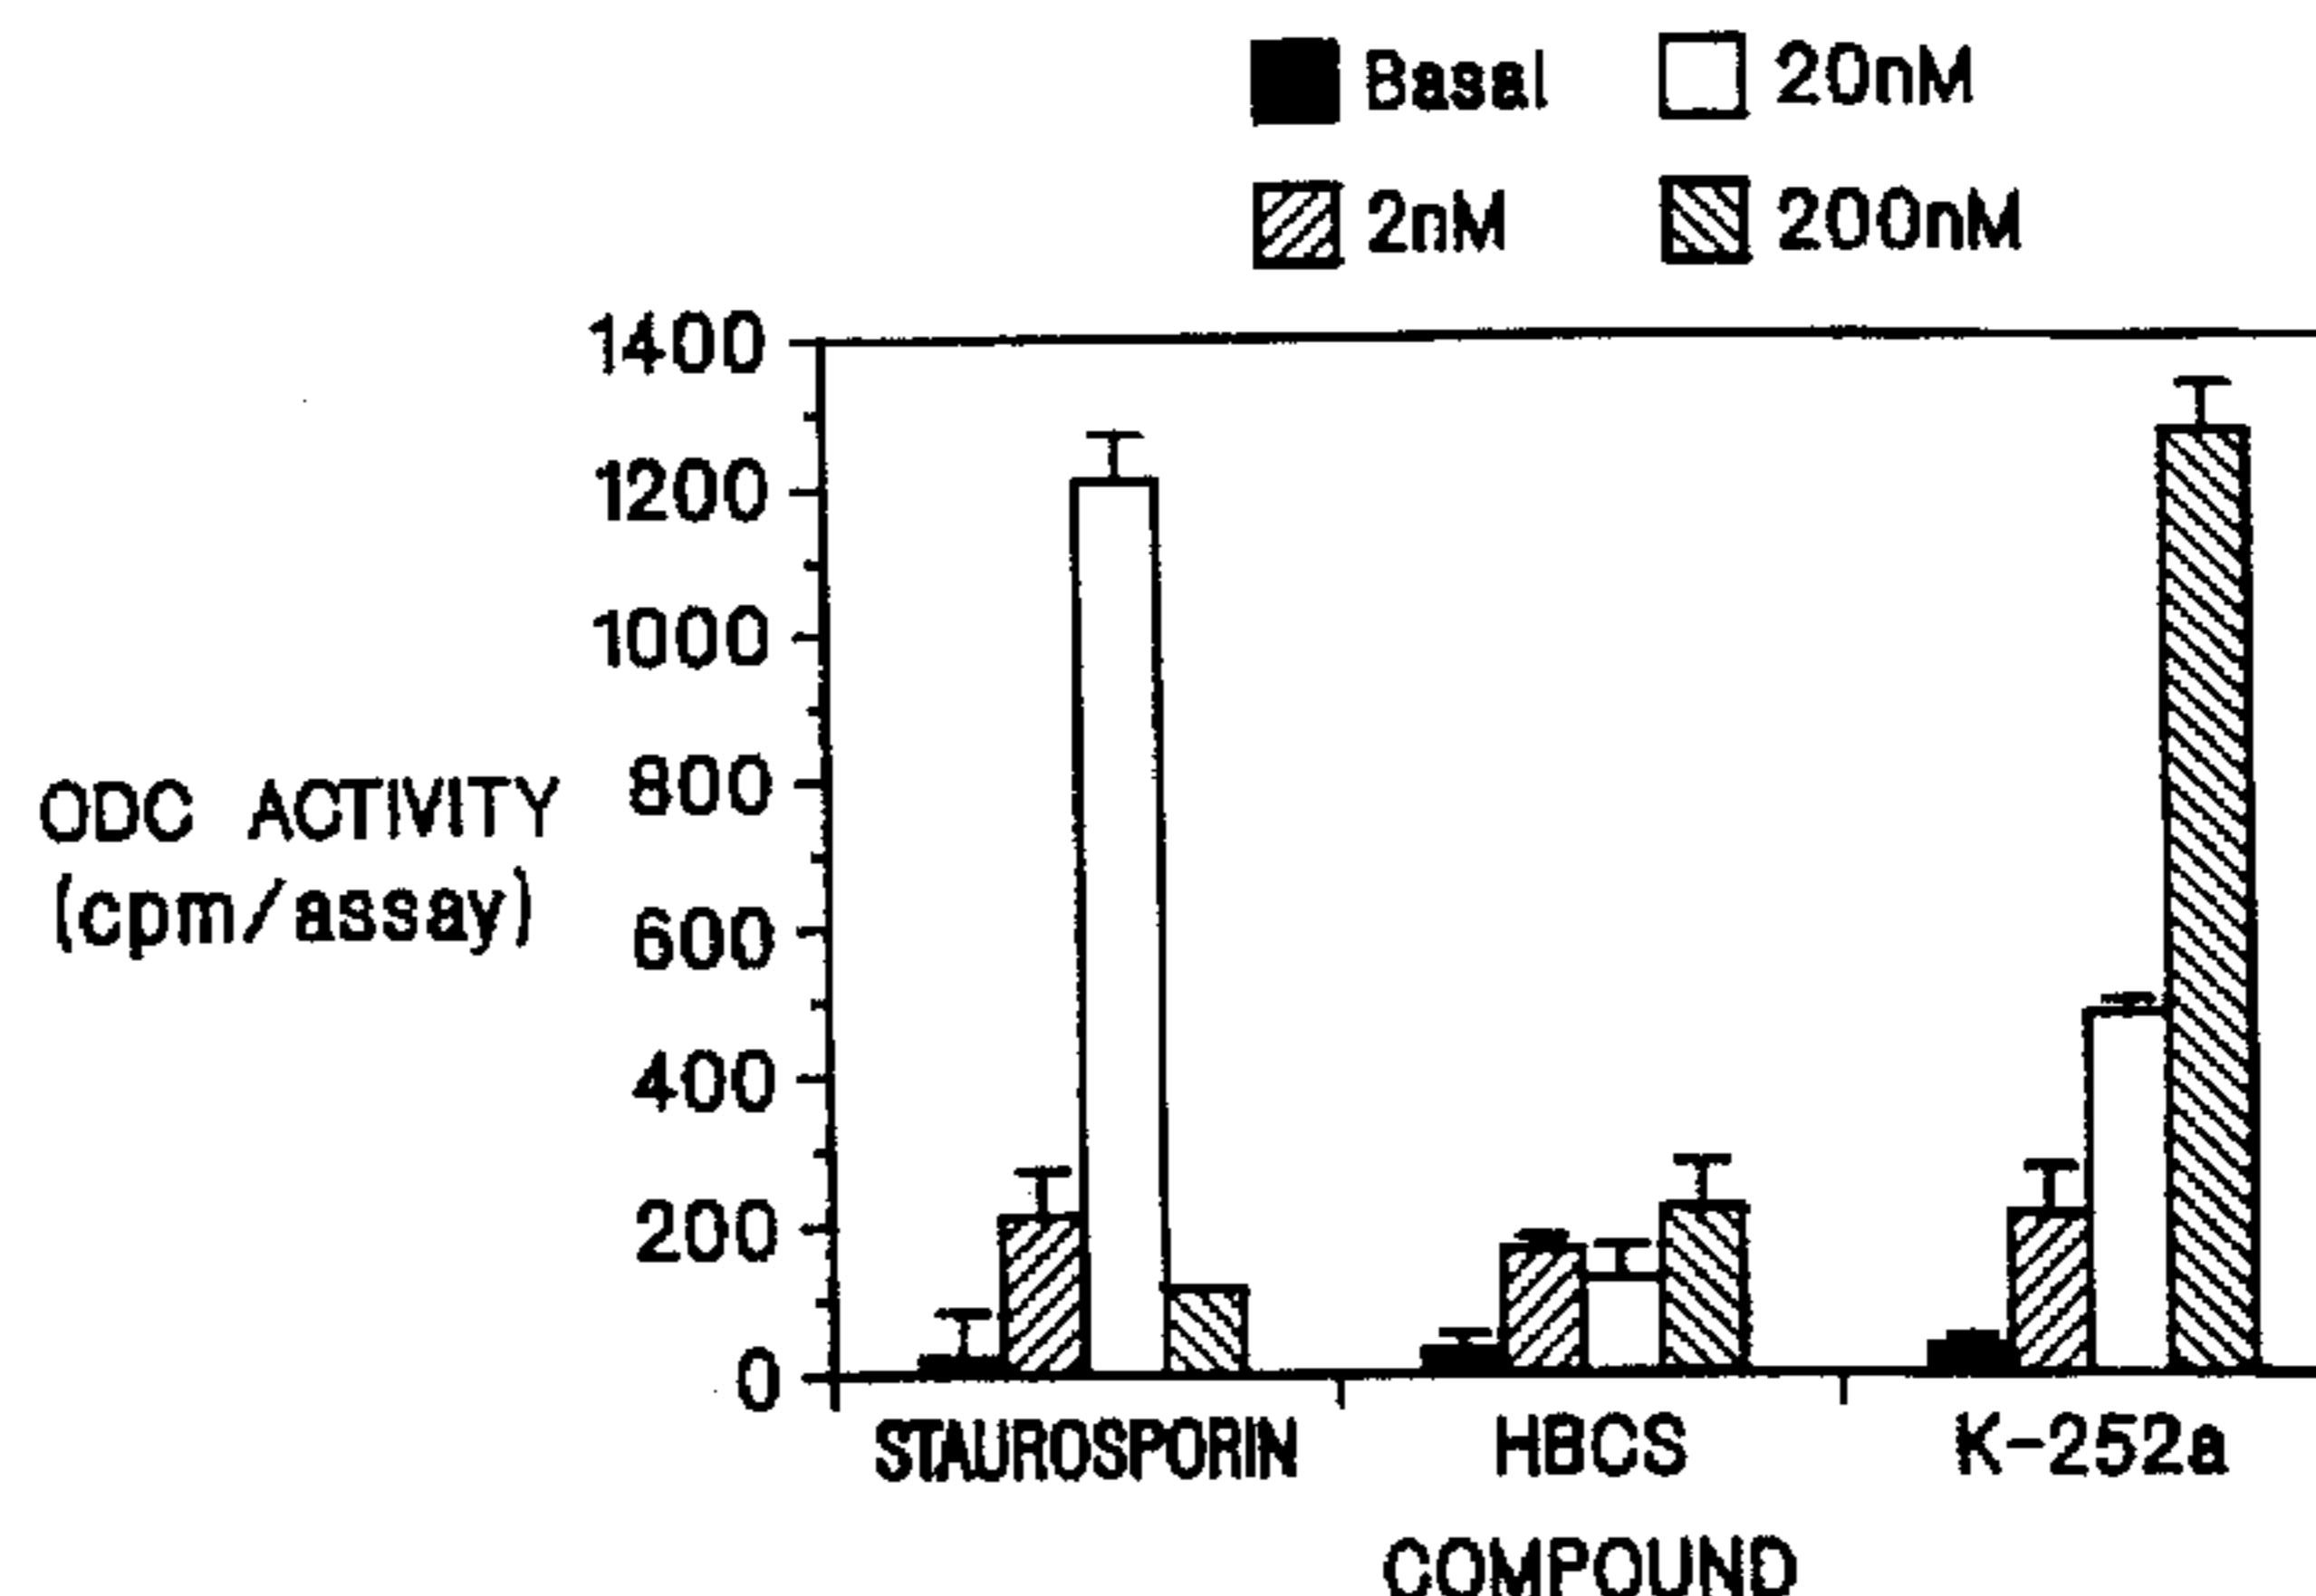 Basal 20nM
2nM 200nM
1400
1200
1000
800
600
400
200
0
ODC ACTIVITY
(cpm/assay)
STAUROSPORIN HBCS K-252a
COMPOUND